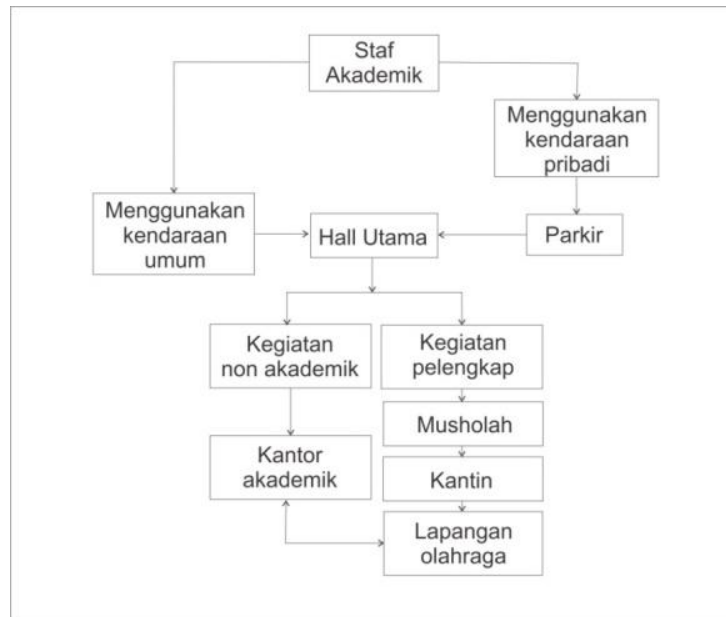 Staf
Akademik
Menggunakan
kendaraan
pribadi
Menggunakan
kendaraan
umum
Hall Utama
Parkir
Kegiatan
non akademik
Kegiatan
pelengkap
Musholah
Kantor
akademik
Kantin
Lapangan
olahraga